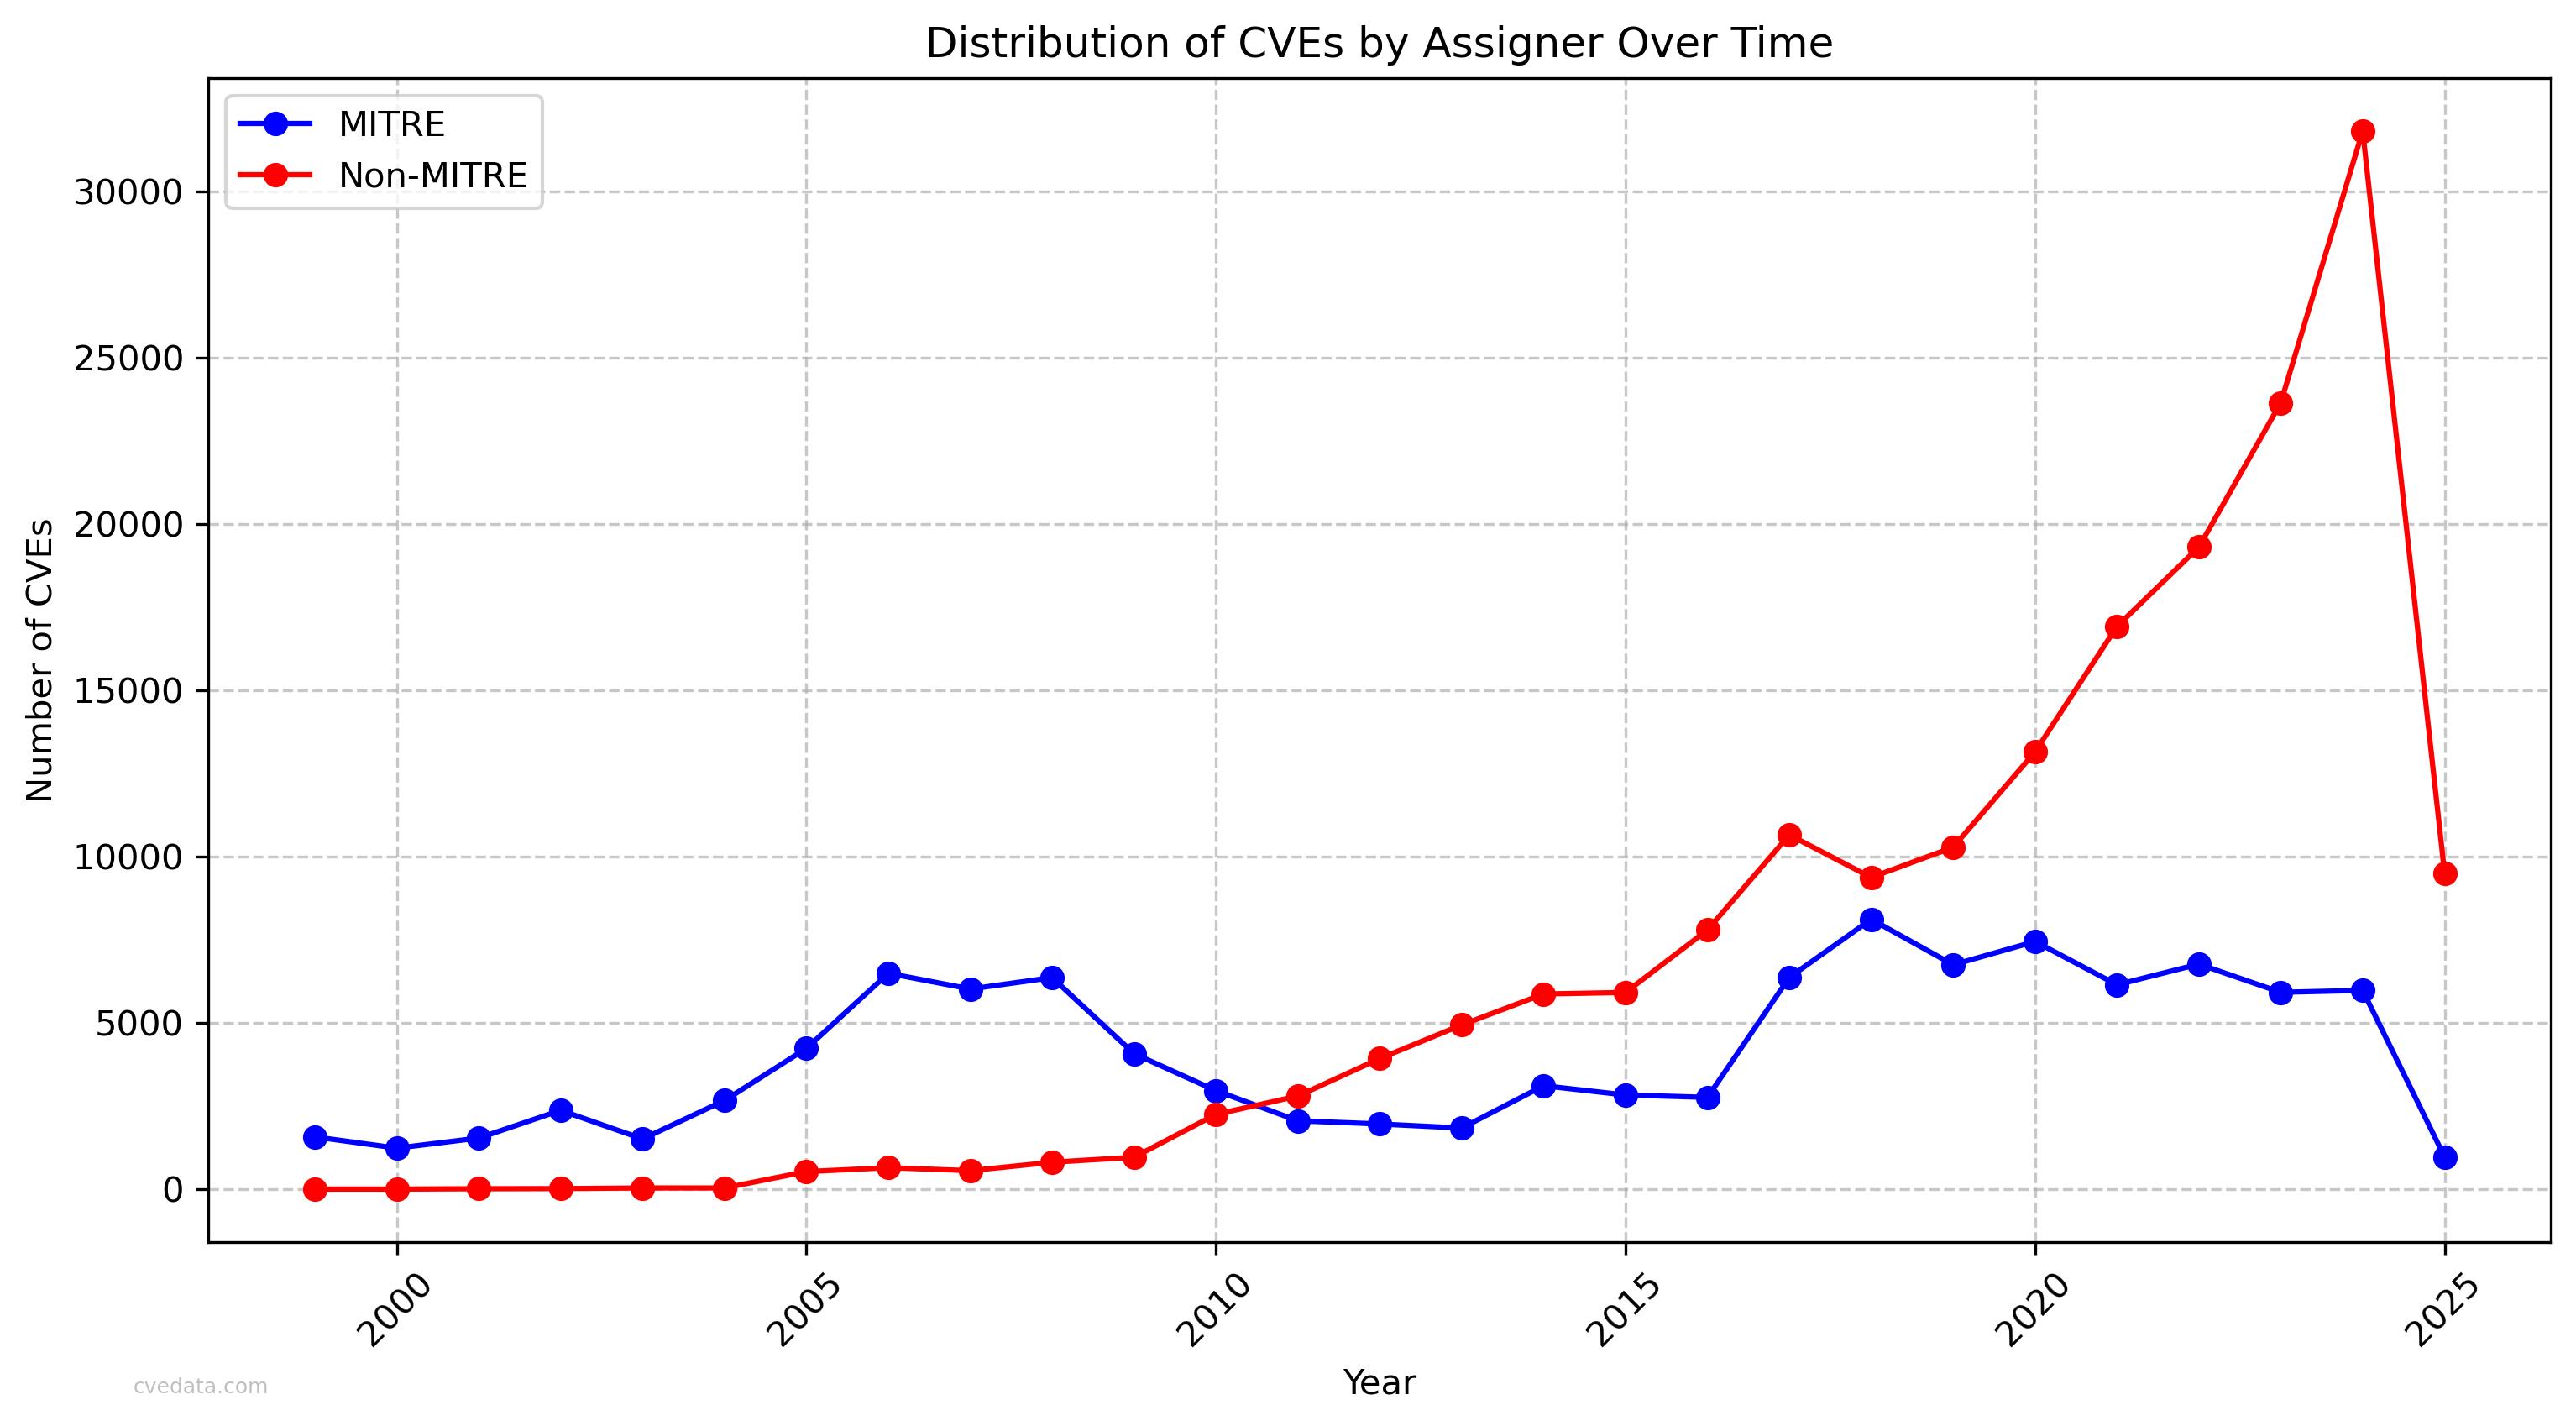 Distribution of CVEs by Assigner Over Time
MITRE
Non-MITRE
Number of CVEs
30000
25000
20000
15000
10000
5000
0
2000
2005
2010
2015
2020
2025
Year
cvedata.com